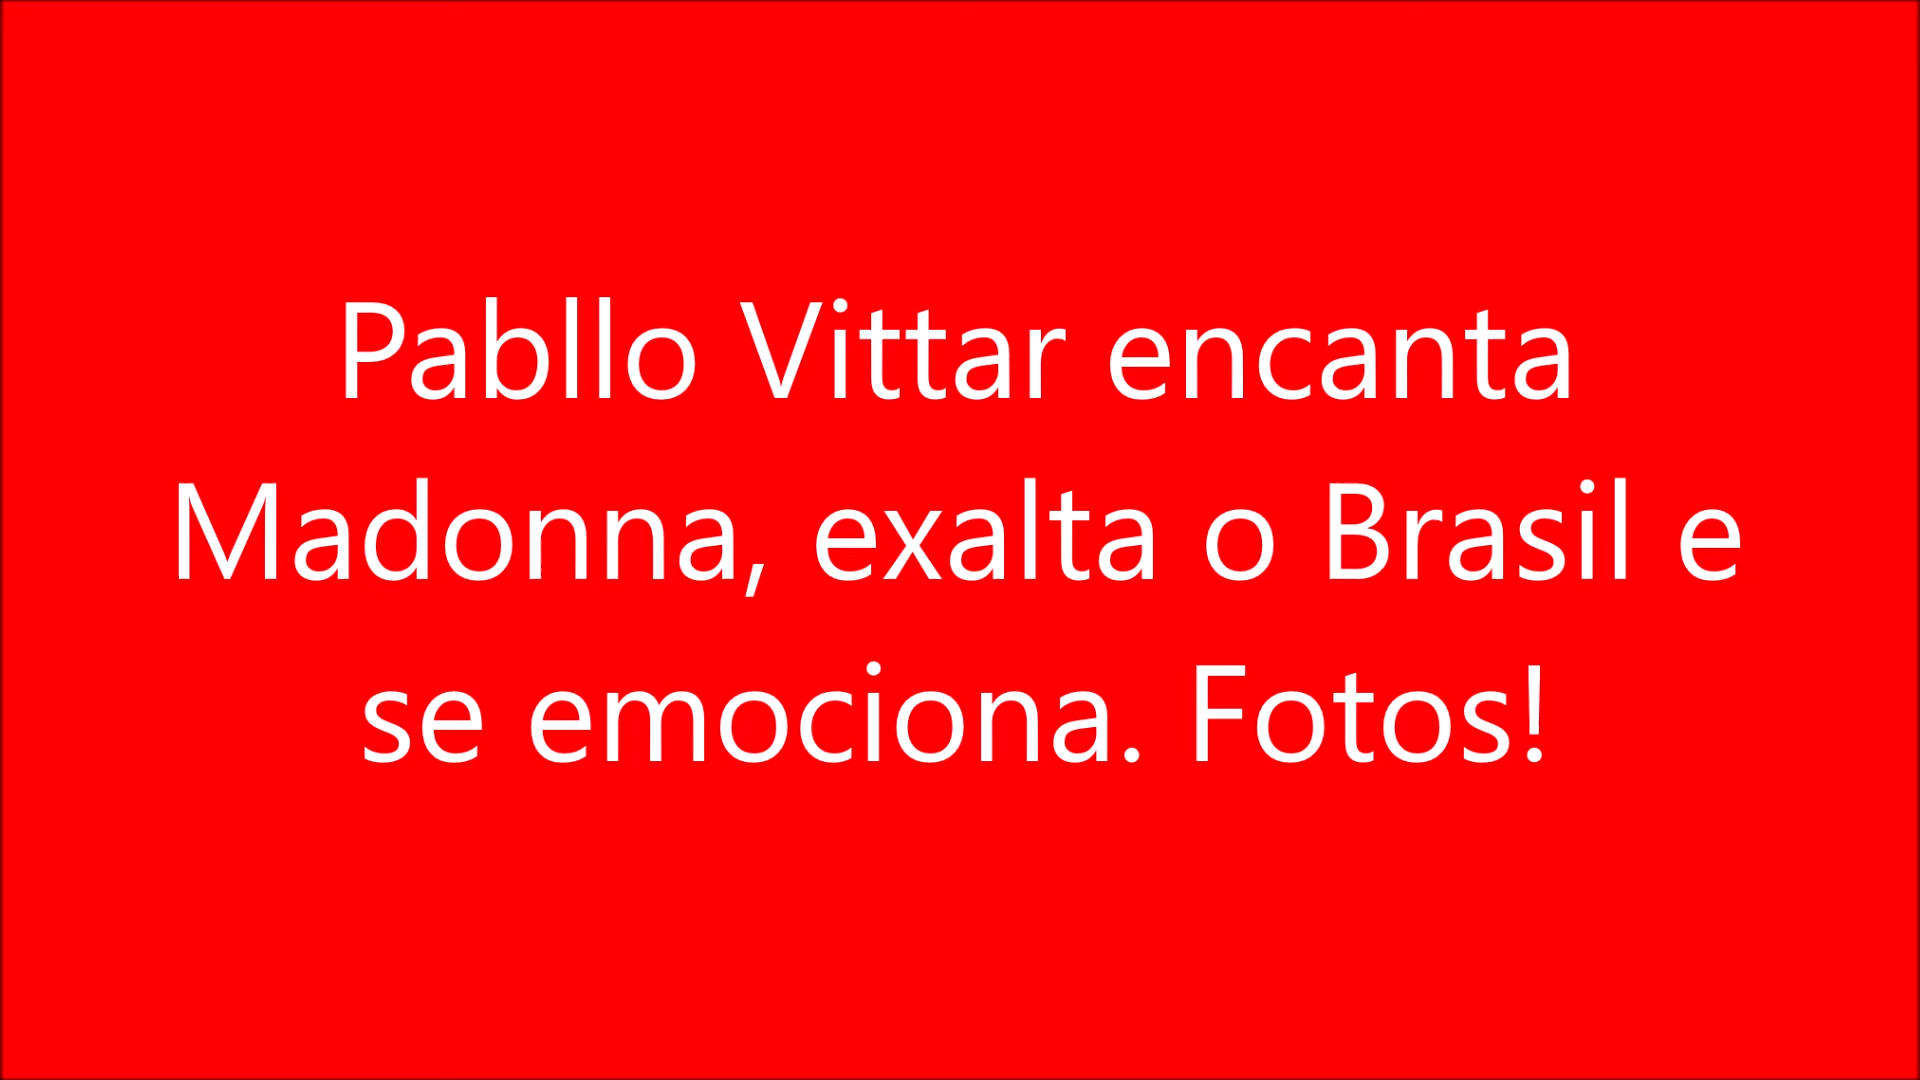 Pabllo Vittar encanta
Madonna, exalta o Brasil e
se emociona. Fotos!